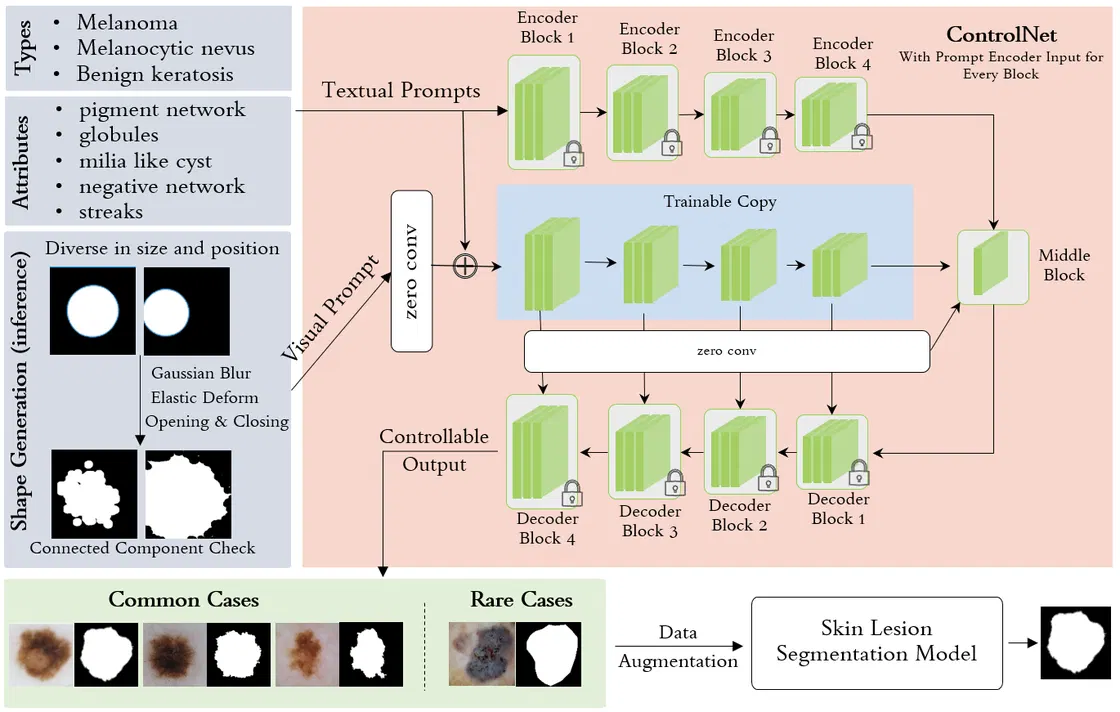 Types
• Melanoma
• Melanocytic nevus
• Benign keratosis
Attributes
• pigment network
• globules
• milia like cyst
• negative network
• streaks
Shape Generation (inference)
Diverse in size and position
Gaussian Blur
Elastic Deform
Opening & Closing
Connected Component Check
Textual Prompts
Visual Prompt
zero conv
Encoder
Block 1
Encoder
Block 2
Encoder
Block 3
Encoder
Block 4
ControlNet
With Prompt Encoder Input for
Every Block
Trainable Copy
Middle
Block
zero conv
Controllable
Output
Decoder
Block 4
Decoder
Block 3
Decoder
Block 2
Decoder
Block 1
Common Cases
Rare Cases
Data
Augmentation
Skin Lesion
Segmentation Model